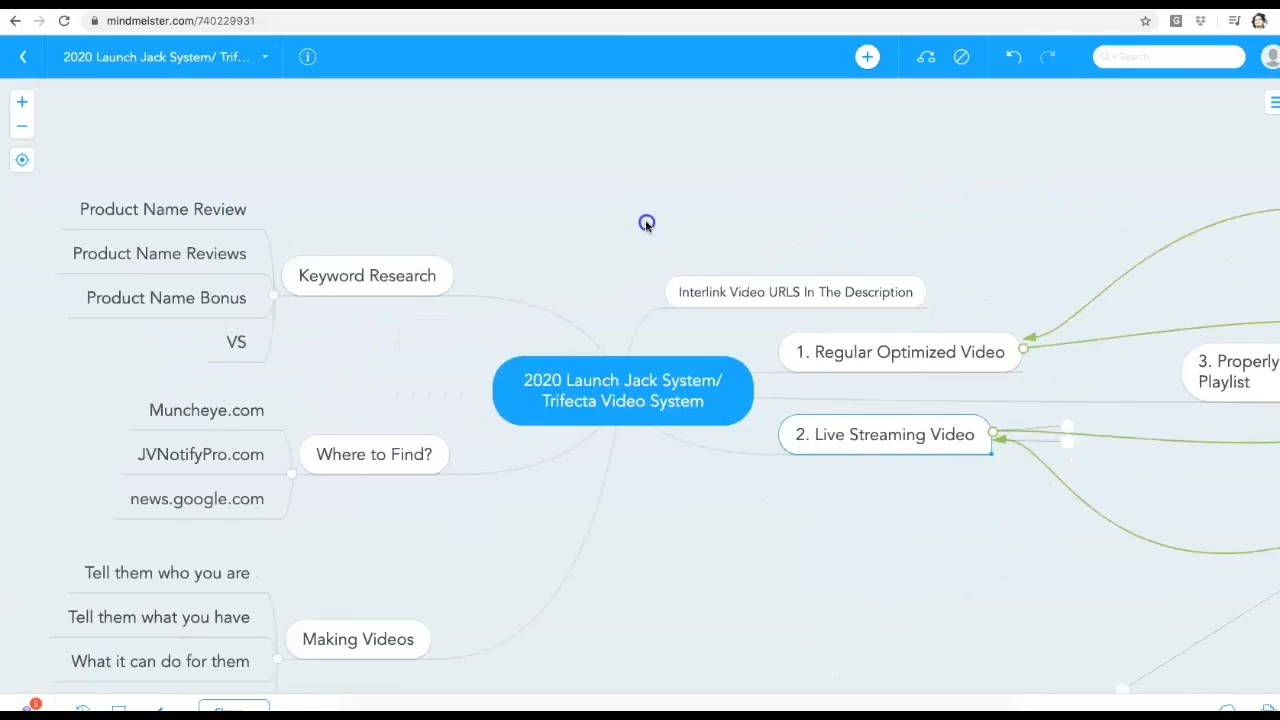 mindmeister.com/740229931
2020 Launch Jack System/ Trif...
Search
Product Name Review
Product Name Reviews
Product Name Bonus
VS
Keyword Research
Muncheye.com
JVNotifyPro.com
news.google.com
Where to Find?
Tell them who you are
Tell them what you have
What it can do for them
Making Videos
2020 Launch Jack System/
Trifecta Video System
Interlink Video URLS In The Description
1. Regular Optimized Video
2. Live Streaming Video
3. Properly
Playlist
5